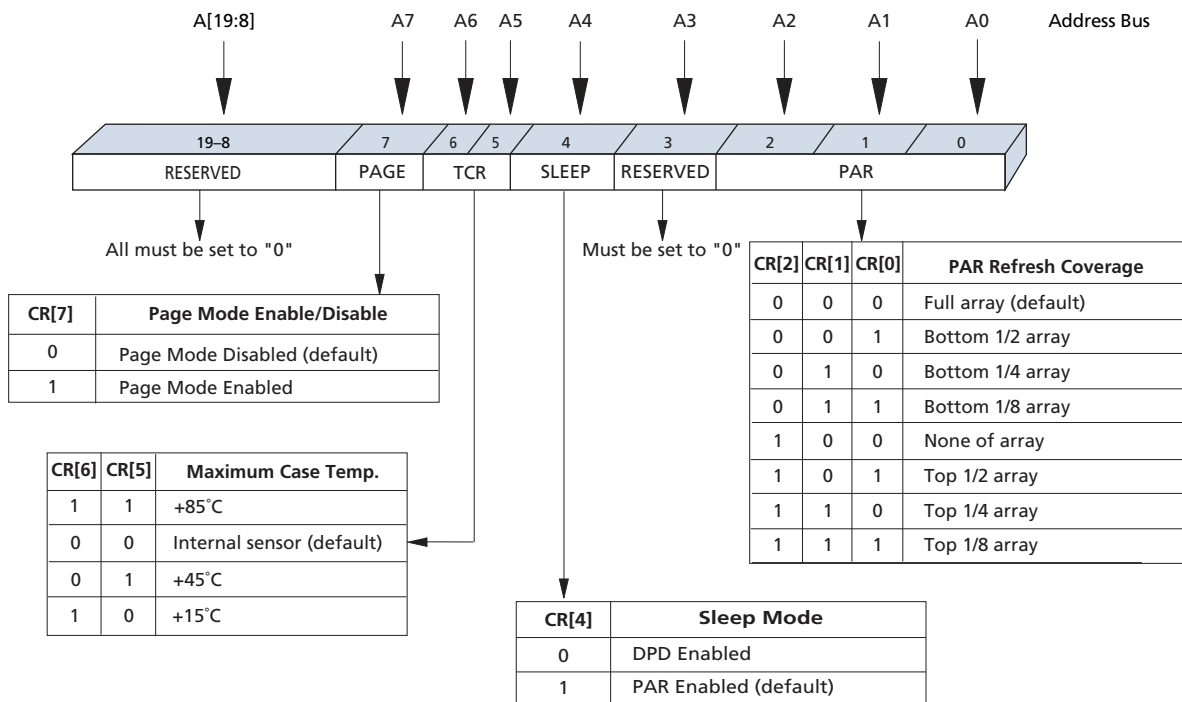 A[19:8] A7 A6 A5 A4 A3 A2 A1 A0 Address Bus
19–8 7 6 5 4 3 2 1 0
RESERVED PAGE TCR SLEEP RESERVED PAR
All must be set to "0"
Must be set to "0"
CR[7] Page Mode Enable/Disable
0 Page Mode Disabled (default)
1 Page Mode Enabled
CR[2] CR[1] CR[0] PAR Refresh Coverage
0 0 0 Full array (default)
0 0 1 Bottom 1/2 array
0 1 0 Bottom 1/4 array
0 1 1 Bottom 1/8 array
1 0 0 None of array
1 0 1 Top 1/2 array
1 1 0 Top 1/4 array
1 1 1 Top 1/8 array
CR[6] CR[5] Maximum Case Temp.
1 1 +85˚C
0 0 Internal sensor (default)
0 1 +45˚C
1 0 +15˚C
CR[4] Sleep Mode
0 DPD Enabled
1 PAR Enabled (default)